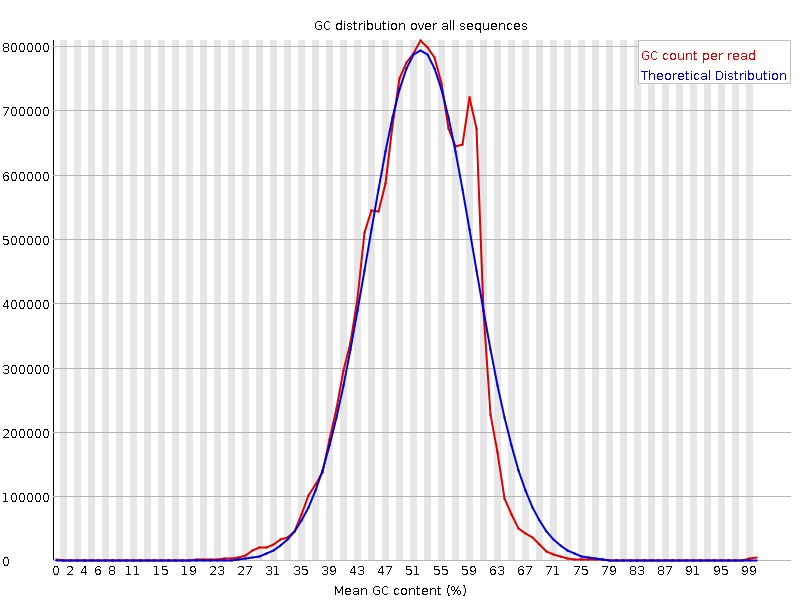 GC distribution over all sequences
GC count per read
Theoretical Distribution
800000
700000
600000
500000
400000
300000
200000
100000
0
0 2 4 6 8 11 15 19 23 27 31 35 39 43 47 51 55 59 63 67 71 75 79 83 87 91 95 99
Mean GC content (%)